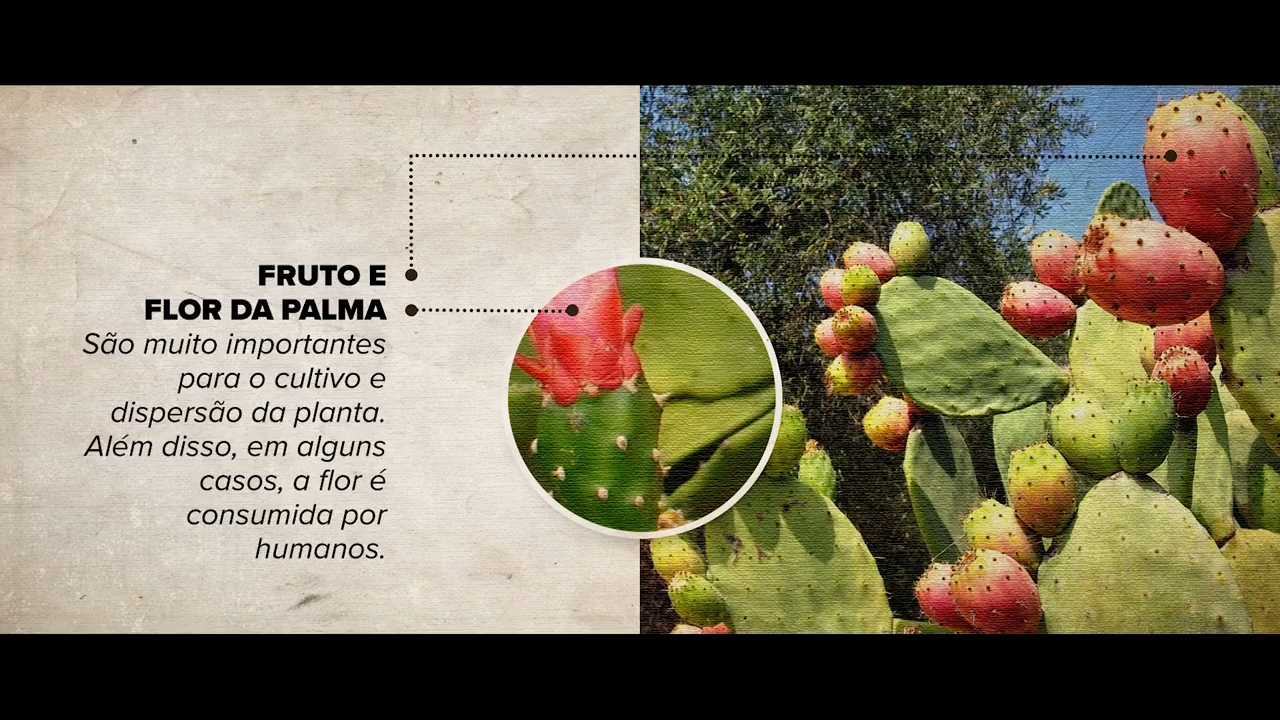 FRUTO E
FLOR DA PALMA
São muito importantes
para o cultivo e
dispersão da planta.
Além disso, em alguns
casos, a flor é
consumida por
humanos.